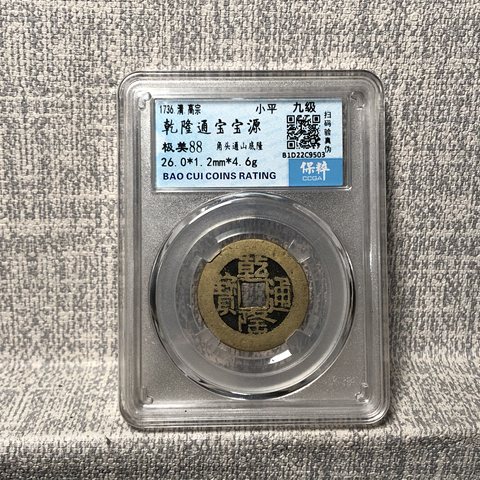 1736 清 高宗 小平 九级
乾隆通宝宝源
极美88 角头通山底隆
26.0*1.2mm*4.6g
BAO CUI COINS RATING
扫码验真伪
B1D22C9503
保粹
CCGA
乾隆通寶